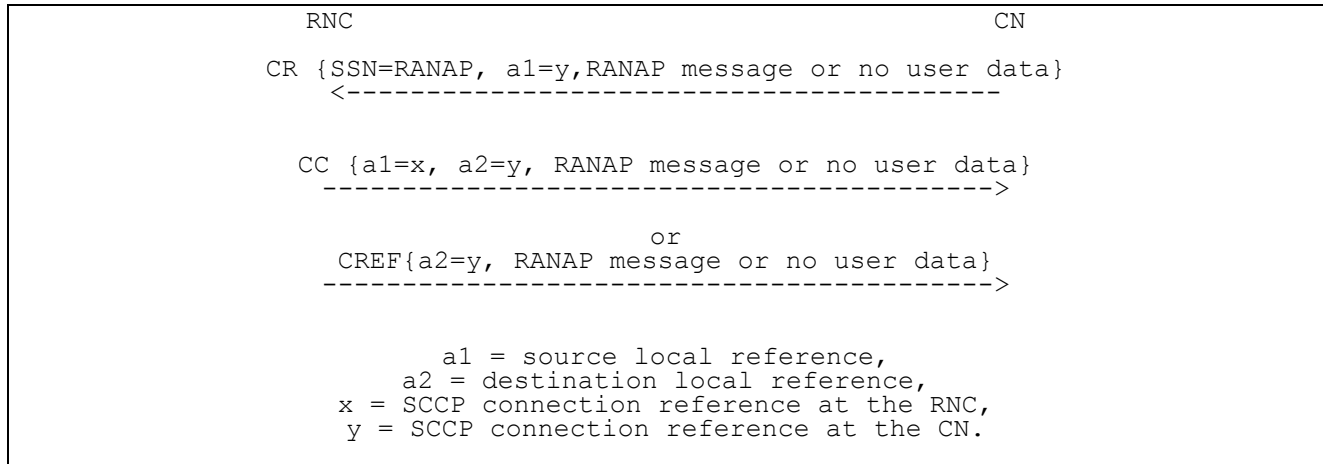 RNC CN
CR {SSN=RANAP, a1=y,RANAP message or no user data}
<-----------------------------------------
CC {a1=x, a2=y, RANAP message or no user data}
------------------------------------------>
or
CREF{a2=y, RANAP message or no user data}
------------------------------------------>
a1 = source local reference,
a2 = destination local reference,
x = SCCP connection reference at the RNC,
y = SCCP connection reference at the CN.